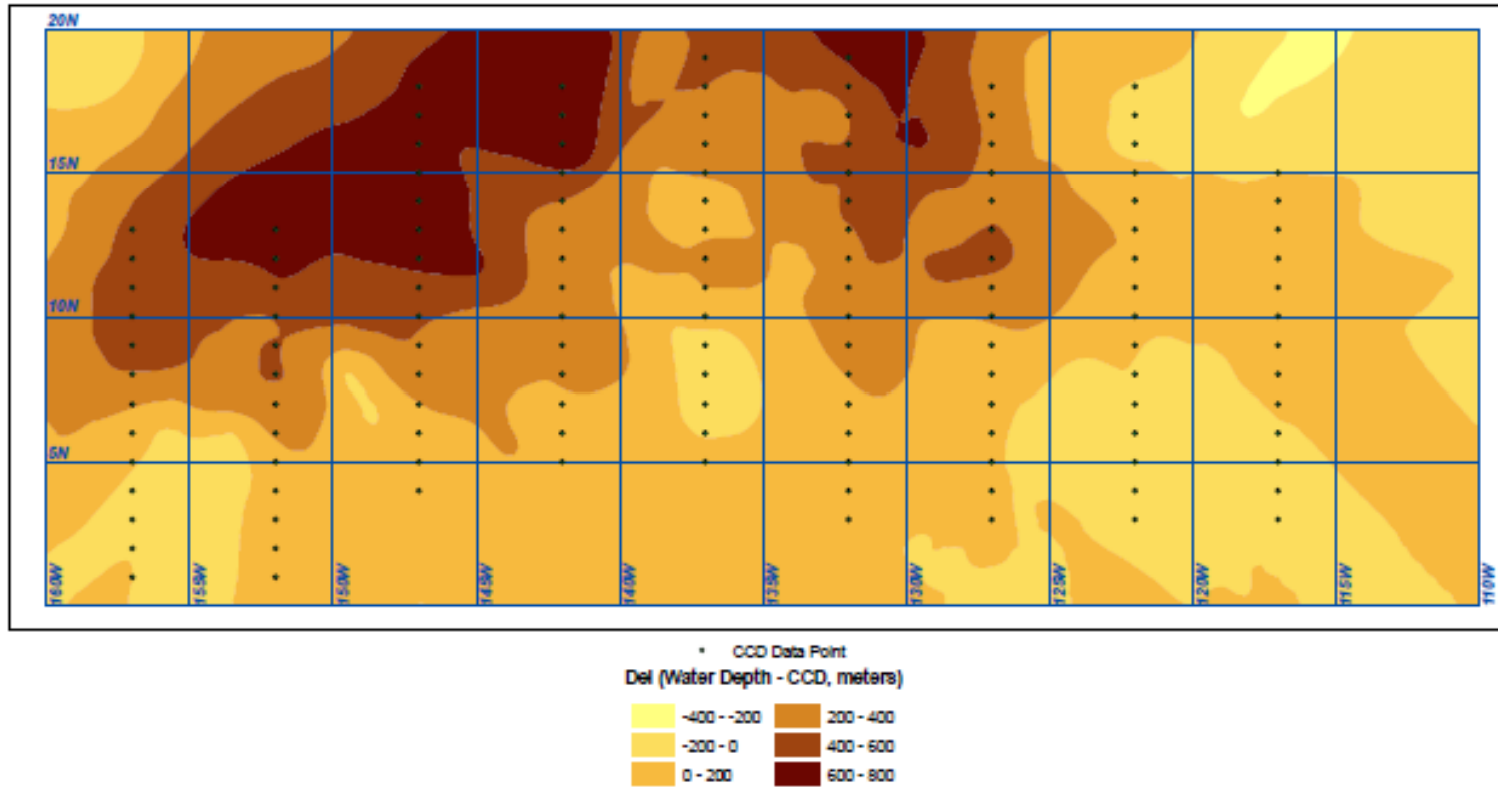 20N
15N
10N
5N
160W
155W
150W
145W
140W
135W
130W
125W
120W
115W
110W
CCD Data Point
Del (Water Depth - CCD, meters)
-400 - -200
200 - 400
-200 - 0
400 - 600
0 - 200
600 - 800